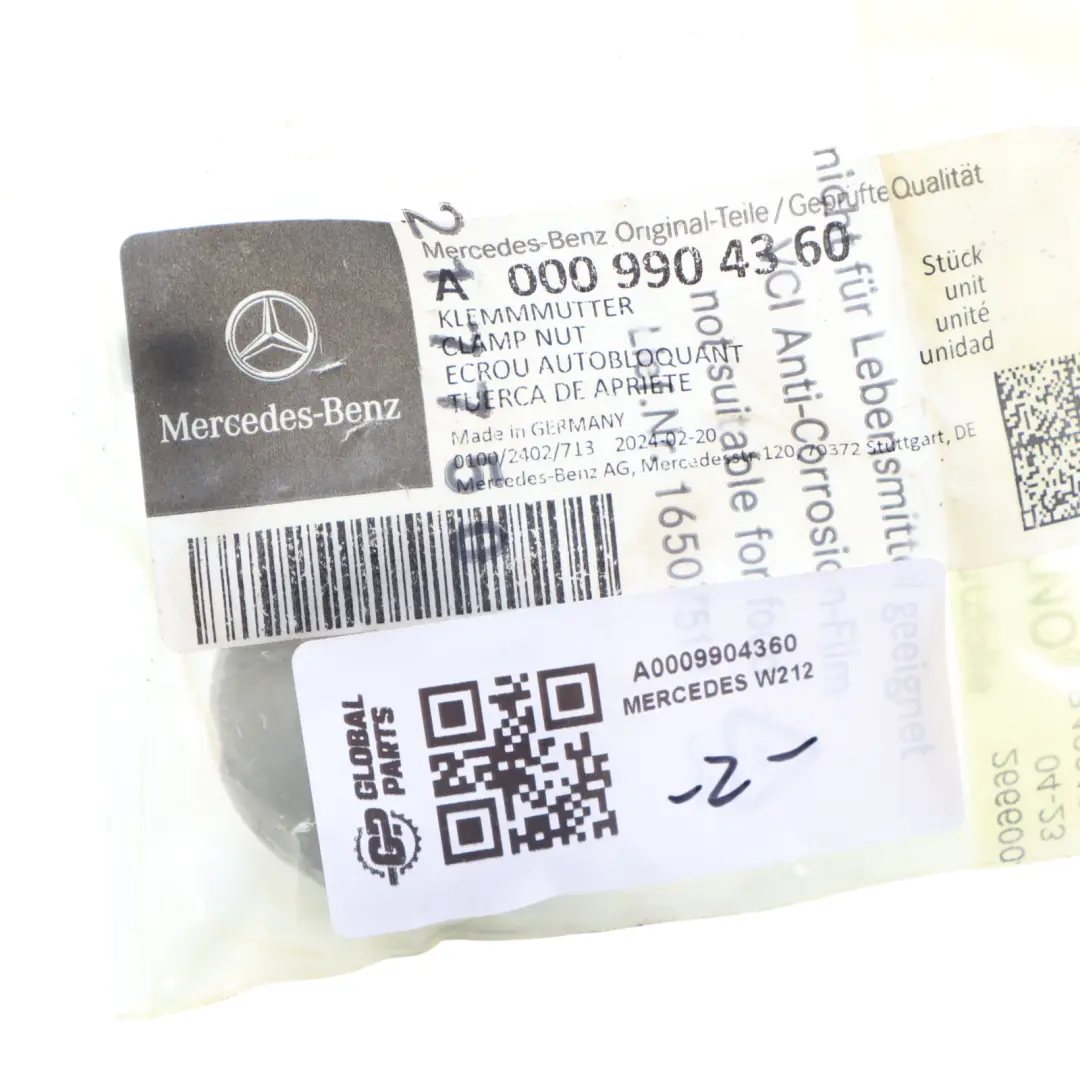 Mercedes-Benz
Mercedes-Benz Original-Teile / Geprüfte Qualität
A 000 990 43 60
KLEMMMUTTER
CLAMP NUT
ECROU AUTOBLOQUANT
TUERCA DE APRIETE
Made in GERMANY
0100/2402/713 2024-02-20
Mercedes-Benz AG, Mercedesstr.120, 70372 Stuttgart, DE
Stück
unit
unité
unidad
nicht für Lebensmittel geeignet
VCI Anti-Corrosion-Film
not suitable for
GLOBAL
PARTS
A0009904360
MERCEDES W212
-2-
04-23
266600